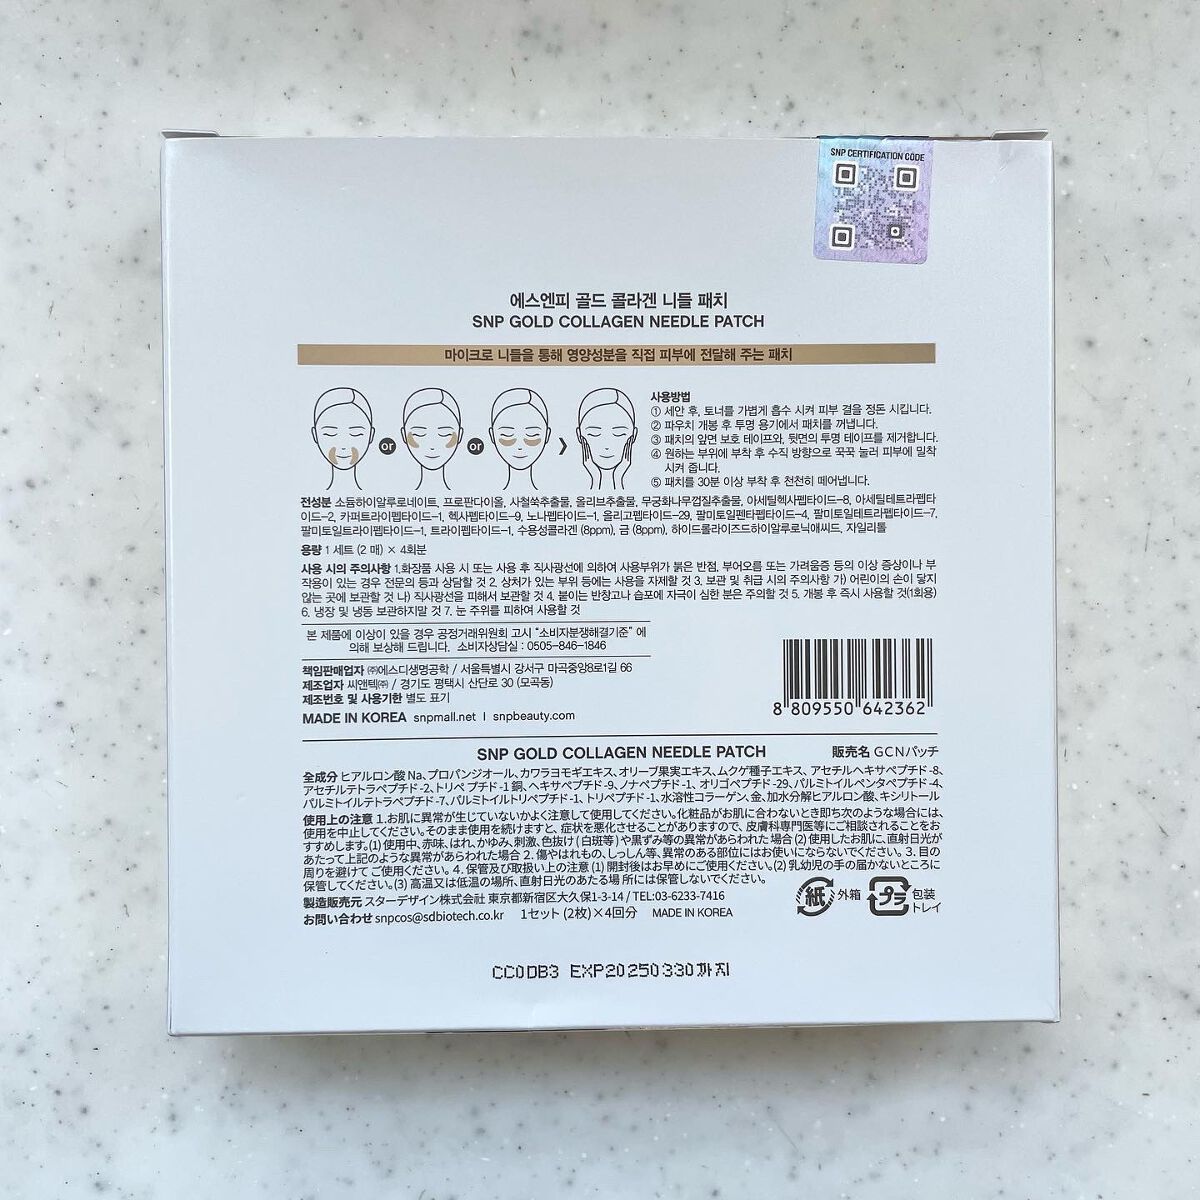 SNP CERTIFICATION CODE
에스엔피 골드 콜라겐 니들 패치
SNP GOLD COLLAGEN NEEDLE PATCH
마이크로 니들을 통해 영양성분을 직접 피부에 전달해 주는 패치
or
or
사용방법
① 세안 후, 토너를 가볍게 흡수 시켜 피부 결을 정돈 시킵니다.
② 파우치 개봉 후 투명 용기에서 패치를 꺼냅니다.
③ 패치의 앞면 보호 테이프와, 뒷면의 투명 테이프를 제거합니다.
④ 원하는 부위에 부착 후 수직 방향으로 꾹꾹 눌러 피부에 밀착
시켜 줍니다.
⑤ 패치를 30분 이상 부착 후 천천히 떼어냅니다.
전성분 소듐하이알루로네이트, 프로판다이올, 사철쑥추출물, 올리브추출물, 무궁화나무껍질추출물, 아세틸헥사펩타이드-8, 아세틸테트라펩타
이드-2, 카퍼트라이펩타이드-1, 헥사펩타이드-9, 노나펩타이드-1, 올리고펩타이드-29, 팔미토일펜타펩타이드-4, 팔미토일테트라펩타이드-7,
팔미토일트라이펩타이드-1, 트라이펩타이드-1, 수용성콜라겐 (8ppm), 금 (8ppm), 하이드롤라이즈드하이알루로닉애씨드, 자일리톨
용량 1 세트 (2 매) × 4회분
사용 시의 주의사항 1.화장품 사용 시 또는 사용 후 직사광선에 의하여 사용부위가 붉은 반점, 부어오름 또는 가려움증 등의 이상 증상이나 부
작용이 있는 경우 전문의 등과 상담할 것 2. 상처가 있는 부위 등에는 사용을 자제할 것 3. 보관 및 취급 시의 주의사항 가) 어린이의 손이 닿지
않는 곳에 보관할 것 나) 직사광선을 피해서 보관할 것 4. 붙이는 반창고나 습포에 자극이 심한 분은 주의할 것 5. 개봉 후 즉시 사용할 것(1회용)
6. 냉장 및 냉동 보관하지말 것 7. 눈 주위를 피하여 사용할 것
본 제품에 이상이 있을 경우 공정거래위원회 고시 “소비자분쟁해결기준” 에
의해 보상해 드립니다. 소비자상담실 : 0505-846-1846
책임판매업자 ㈜에스디생명공학 / 서울특별시 강서구 마곡중앙8로1길 66
제조업자 씨앤텍㈜ / 경기도 평택시 산단로 30 (모곡동)
제조번호 및 사용기한 별도 표기
MADE IN KOREA snpmall.net I snpbeauty.com
8 809550 642362
SNP GOLD COLLAGEN NEEDLE PATCH 販売名 GCNパッチ
全成分 ヒアルロン酸 Na、プロパンジオール、カワラヨモギエキス、オリーブ果実エキス、ムクゲ種子エキス、アセチルヘキサペプチド -8、
アセチルテトラペプチド -2、トリペ プチド -1 銅、ヘキサペプチド -9、ノナペプチド -1、オリゴペプチド -29、パルミトイルペンタペプチド -4、
パルミトイルテトラペプチド -7、パルミトイルトリペプチド -1、トリペプチド -1、水溶性コラーゲン、金、加水分解ヒアルロン酸、キシリトール
使用上の注意 1. お肌に異常が生じていないかよく注意して使用してください。化粧品がお肌に合わないとき即ち次のような場合には、
使用を中止してください。そのまま使用を続けますと、症状を悪化させることがありますので、皮膚科専門医等にご相談されることをお
すすめします。(1) 使用中、赤味、はれ、かゆみ、刺激、色抜け ( 白斑等 ) や黒ずみ等の異常があらわれた場合 (2) 使用したお肌に、直射日光が
あたって上記のような異常があらわれた場合 2. 傷やはれもの、しっしん等、異常のある部位にはお使いにならないでください。3. 目の
周りを避けて ご使用ください。4. 保管及び取扱い上の注意 (1) 開封後はお早めにご使用ください。(2) 乳幼児の手の届かないところに
保管してください。(3) 高温又は低温の場所、直射日光のあたる場 所には保管しないでください。
製造販売元 スターデザイン株式会社 東京都新宿区大久保1-3-14 / TEL:03-6233-7416
お問い合わせ snpcos@sdbiotech.co.kr 1セット (2枚) × 4回分 MADE IN KOREA
紙 外箱 プラ 包装
トレイ
CC0DB3 EXP20250330까지